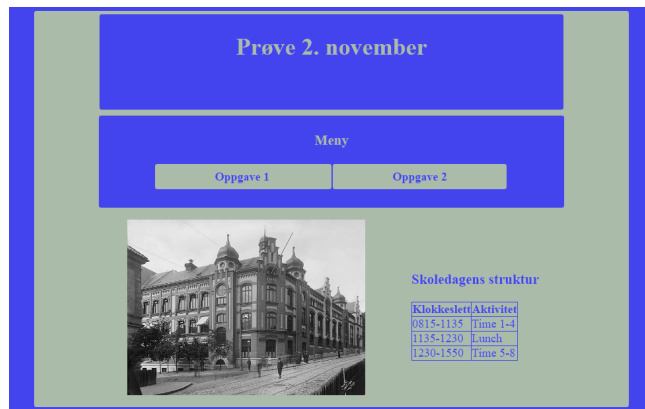 Prøve 2. november
Meny
Oppgave 1 Oppgave 2
Skoledagens struktur
Klokkeslett Aktivitet
0815-1135 Time 1-4
1135-1230 Lunch
1230-1550 Time 5-8